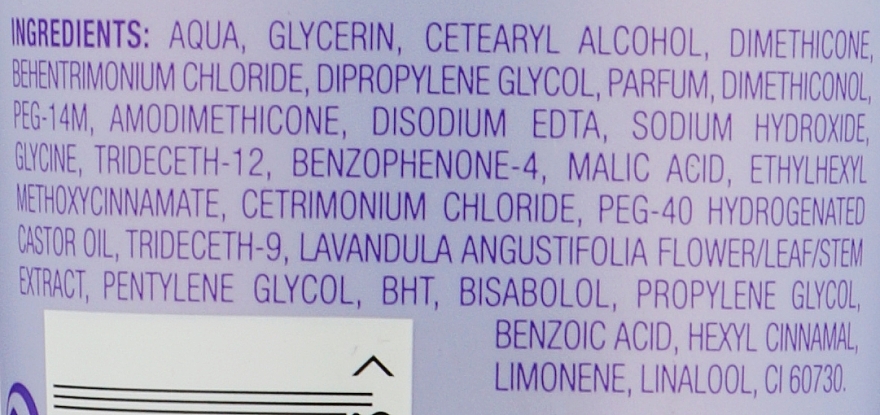 INGREDIENTS: AQUA, GLYCERIN, CETEARYL ALCOHOL, DIMETHICONE,
BEHENTRIMONIUM CHLORIDE, DIPROPYLENE GLYCOL, PARFUM, DIMETHICONOL,
PEG-14M, AMODIMETHICONE, DISODIUM EDTA, SODIUM HYDROXIDE,
GLYCINE, TRIDECETH-12, BENZOPHENONE-4, MALIC ACID, ETHYLHEXYL
METHOXYCINNAMATE, CETRIMONIUM CHLORIDE, PEG-40 HYDROGENATED
CASTOR OIL, TRIDECETH-9, LAVANDULA ANGUSTIFOLIA FLOWER/LEAF/STEM
EXTRACT, PENTYLENE GLYCOL, BHT, BISABOLOL, PROPYLENE GLYCOL,
BENZOIC ACID, HEXYL CINNAMAL,
LIMONENE, LINALOOL, CI 60730.